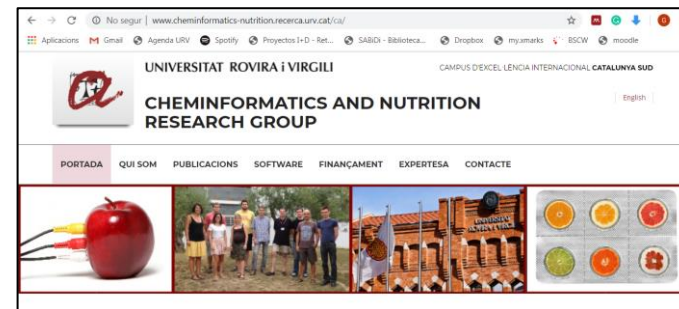 No segur | www.cheminformatics-nutrition.recerca.urv.cat/ca/
Aplicacions Gmail Agenda URV Spotify Proyectos I+D - Ret... SABiDi - Biblioteca... Dropbox my.xmarks BSCW moodle
UNIVERSITAT ROVIRA i VIRGILI
CAMPUS D'EXCEL·LÈNCIA INTERNACIONAL CATALUNYA SUD
CHEMINFORMATICS AND NUTRITION
RESEARCH GROUP
English
PORTADA QUI SOM PUBLICACIONS SOFTWARE FINANÇAMENT EXPERTESA CONTACTE